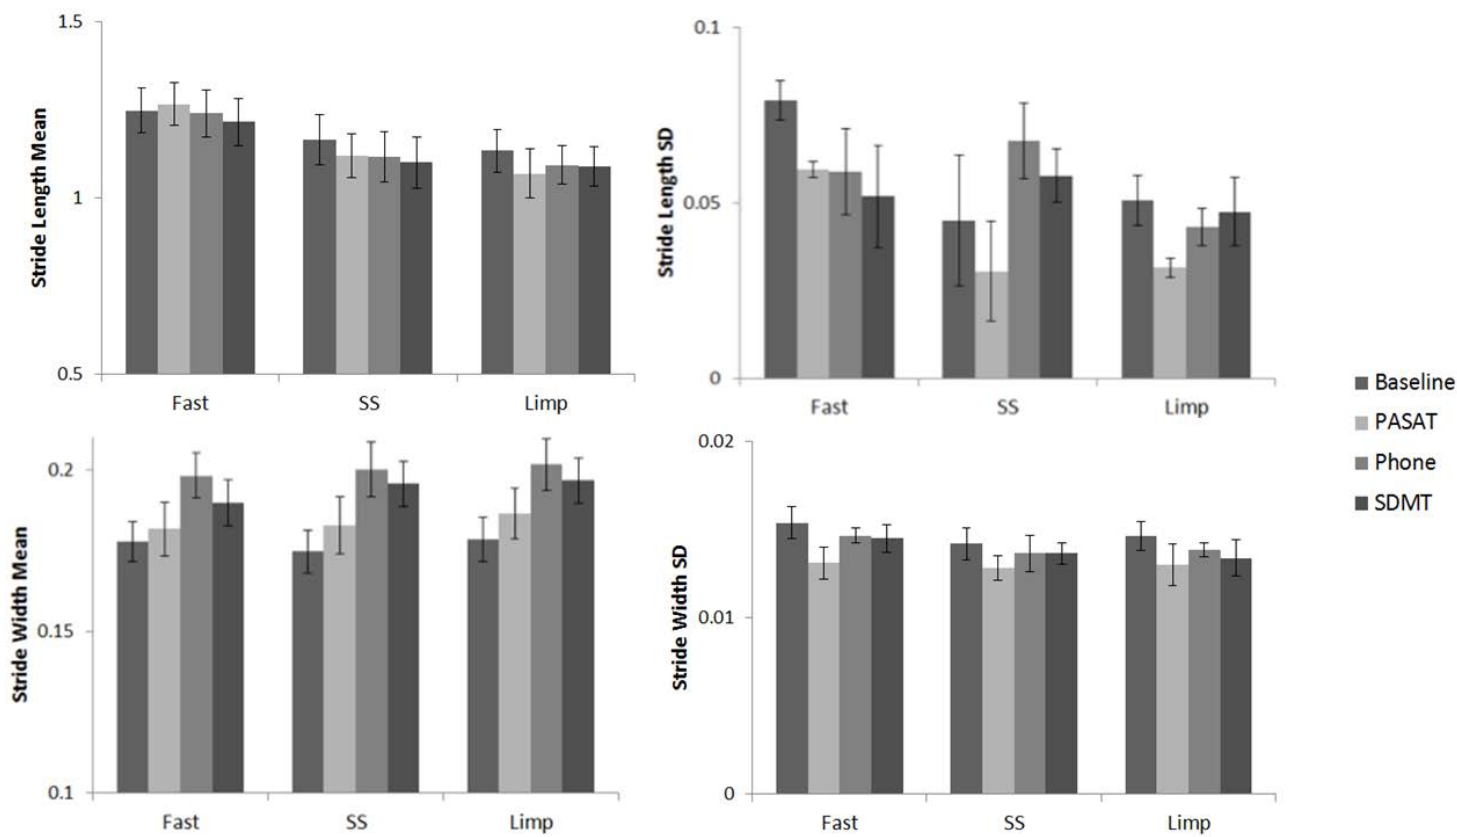 Stride Length Mean
1.5
1
0.5
Fast SS Limp
Stride Length SD
0.1
0.05
0
Fast SS Limp
Stride Width Mean
0.2
0.15
0.1
Fast SS Limp
Stride Width SD
0.02
0.01
0
Fast SS Limp
Baseline
PASAT
Phone
SDMT